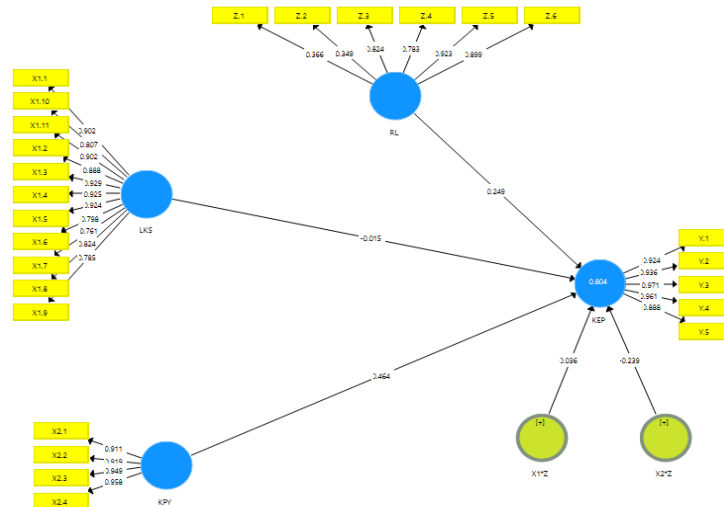 Z.1
Z.2
Z.3
Z.4
Z.5
Z.6
0.366
0.349
0.824
0.783
0.923
0.899
RL
X1.1
X1.10
X1.11
X1.2
X1.3
X1.4
X1.5
X1.6
X1.7
X1.8
X1.9
0.902
0.807
0.902
0.888
0.929
0.925
0.924
0.798
0.761
0.824
0.785
LKS
0.249
-0.015
0.464
0.804
KEP
Y.1
Y.2
Y.3
Y.4
Y.5
0.924
0.936
0.971
0.961
0.888
0.036
-0.239
[+]
[+]
X1*Z
X2*Z
X2.1
X2.2
X2.3
X2.4
0.911
0.919
0.949
0.958
KPY